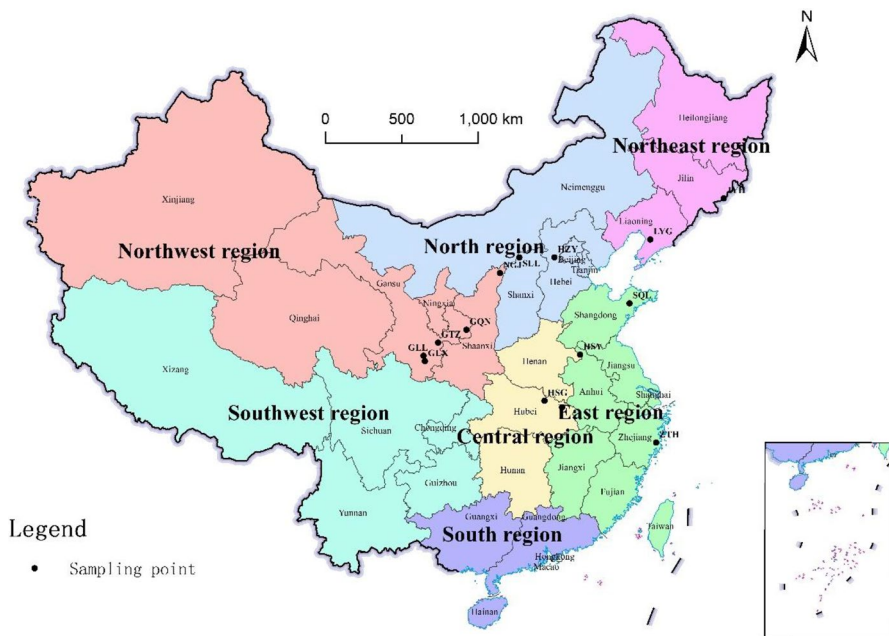 N
0 500 1,000 km
Heilongjiang
Northeast region
Jilin
Xinjiang
Neimenggu
Liaoning
LYG
Northwest region
North region
HZY
SLL
Beijing
Tianjin
Gansu
Hebei
Shanxi
Ningxia
SQL
Qinghai
GQN
Shangdong
GTZ
Shaanxi
GLL
GLX
Henan
Xizang
Jiangsu
Anhui
HSG
Shanghai
Southwest region
Hubei
East region
Sichuan
Chongqing
Central region
Zhejiang
Hunan
Jiangxi
Guizhou
Fujian
Yunnan
Guangxi
Guangdong
Taiwan
Legend
South region
Hongkong
Macao
Sampling point
Hainan